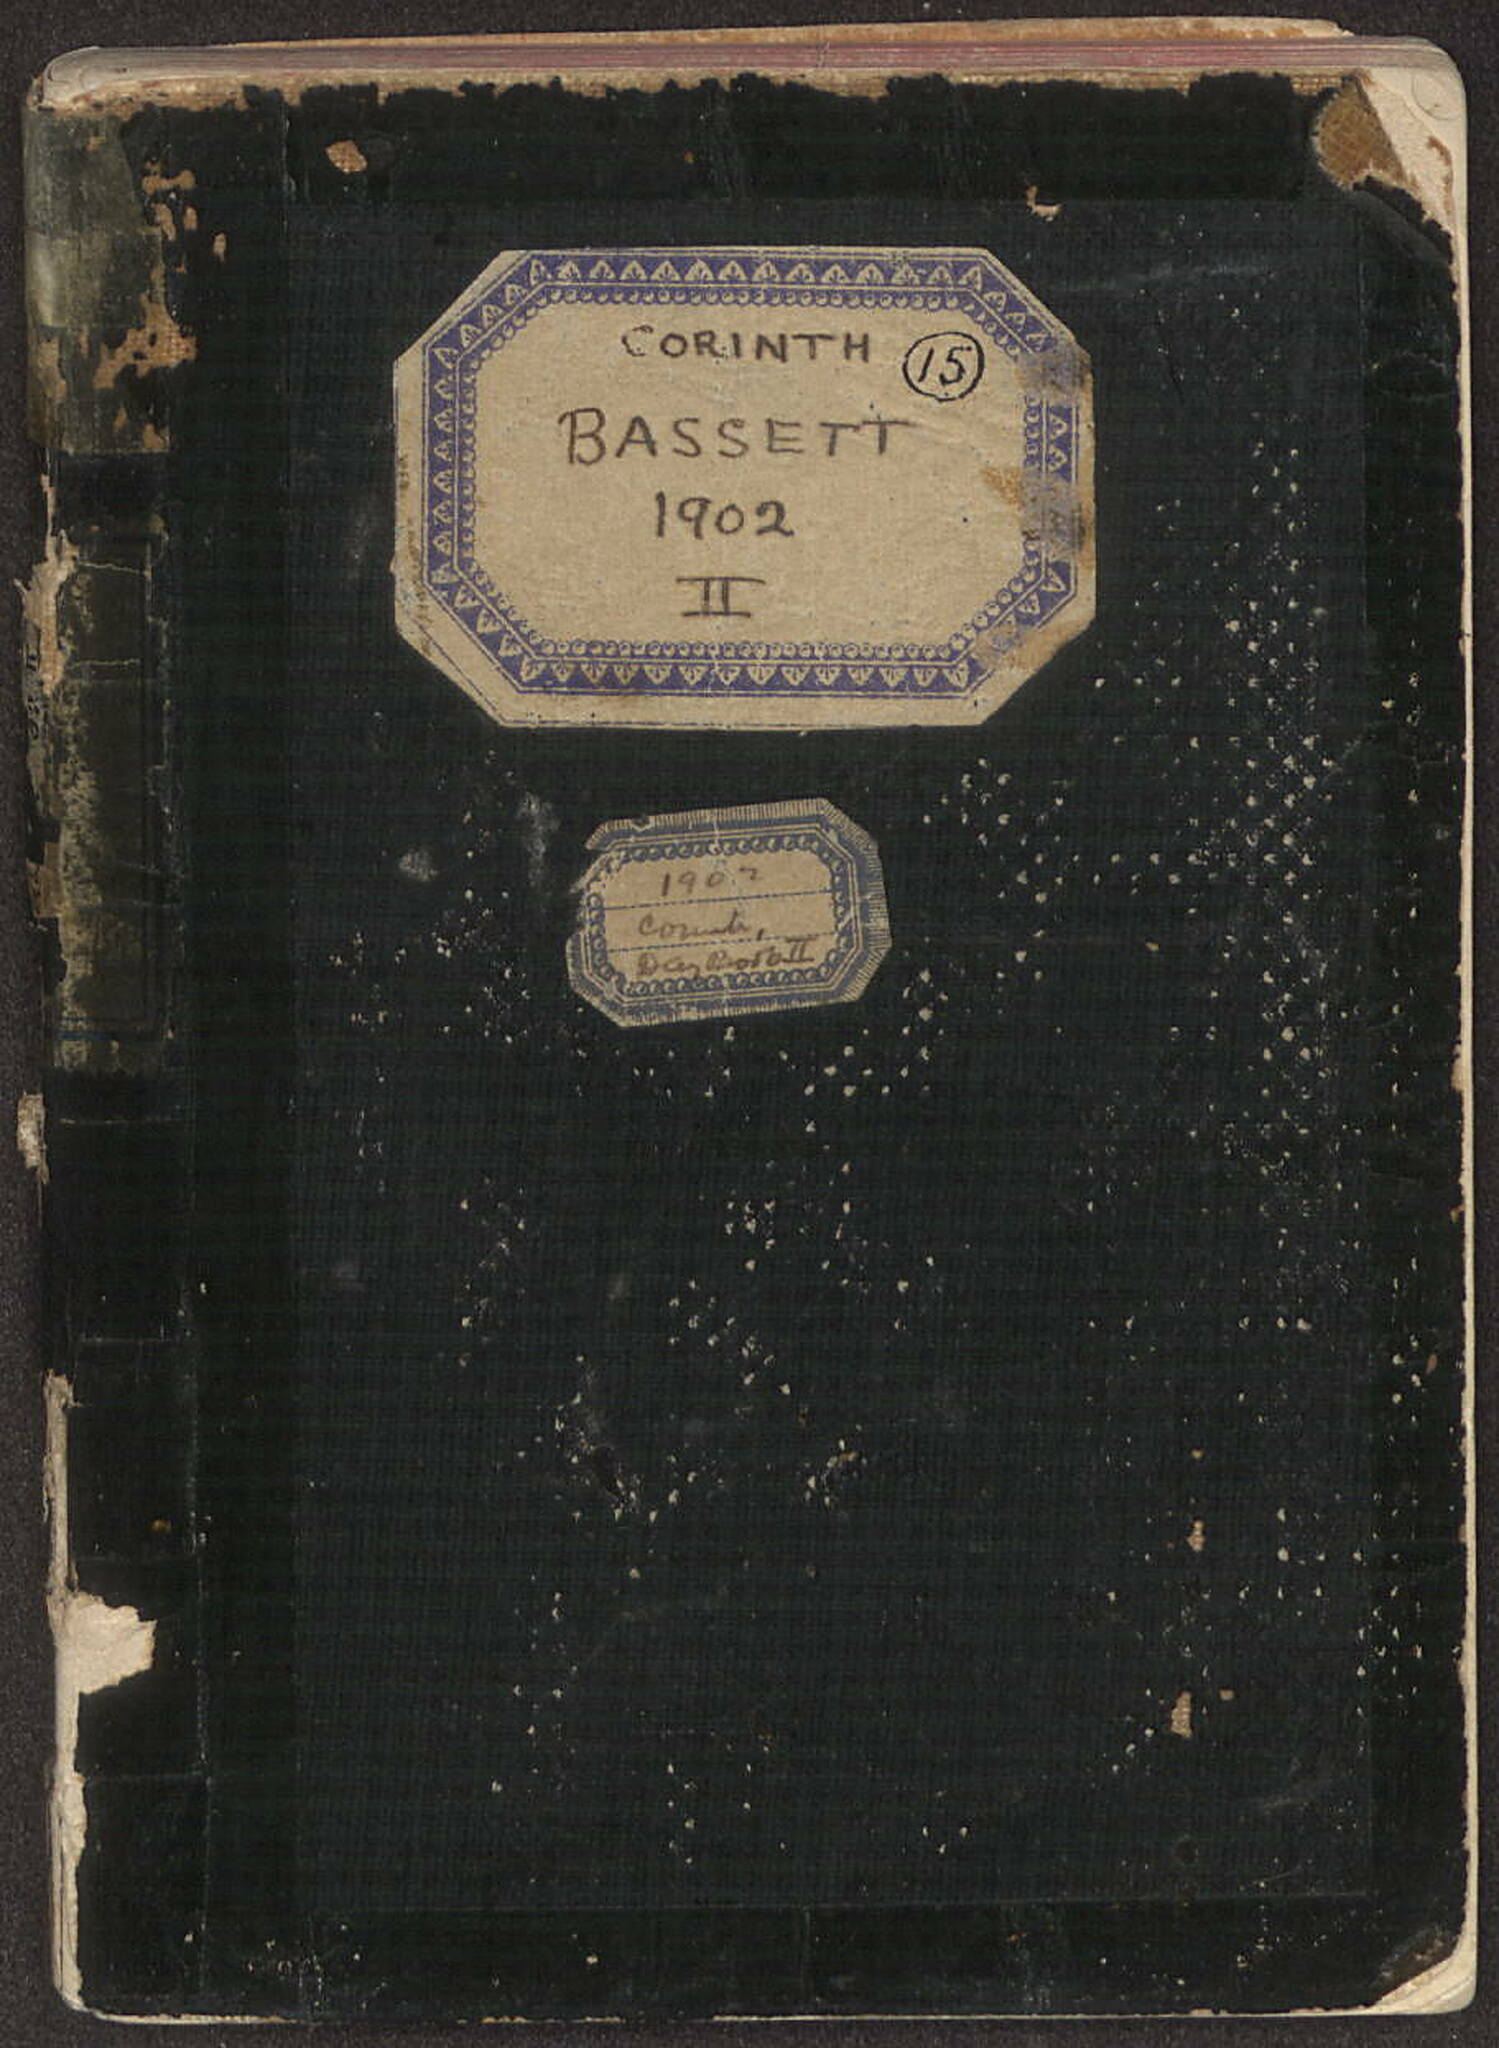 CORINTH 15
BASSETT
1902
II
1902
Corinth,
Day Book II